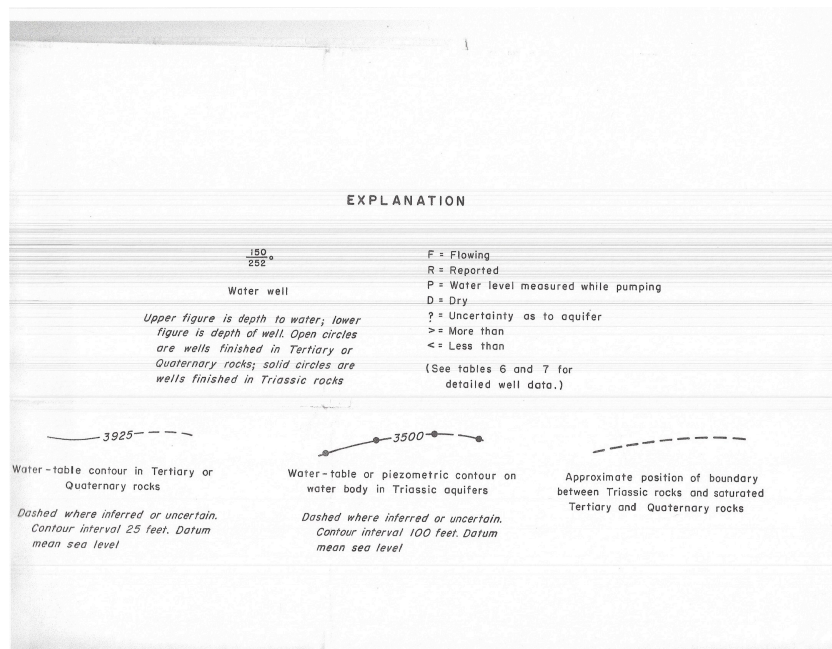 EXPLANATION
150
252
Water well
Upper figure is depth to water; lower
figure is depth of well. Open circles
are wells finished in Tertiary or
Quaternary rocks; solid circles are
wells finished in Triassic rocks
F = Flowing
R = Reported
P = Water level measured while pumping
D = Dry
? = Uncertainty as to aquifer
> = More than
< = Less than
(See tables 6 and 7 for
detailed well data.)
3925
Water-table contour in Tertiary or
Quaternary rocks
Dashed where inferred or uncertain.
Contour interval 25 feet. Datum
mean sea level
3500
Water-table or piezometric contour on
water body in Triassic aquifers
Dashed where inferred or uncertain.
Contour interval 100 feet. Datum
mean sea level
Approximate position of boundary
between Triassic rocks and saturated
Tertiary and Quaternary rocks